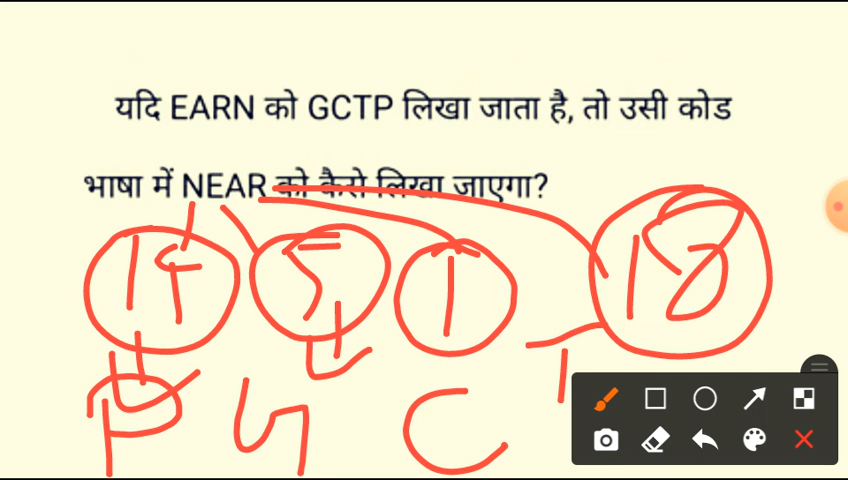 यदि EARN को GCTP लिखा जाता है, तो उसी कोड
भाषा में NEAR को कैसे लिखा जाएगा?
14 5 1 18
P G C